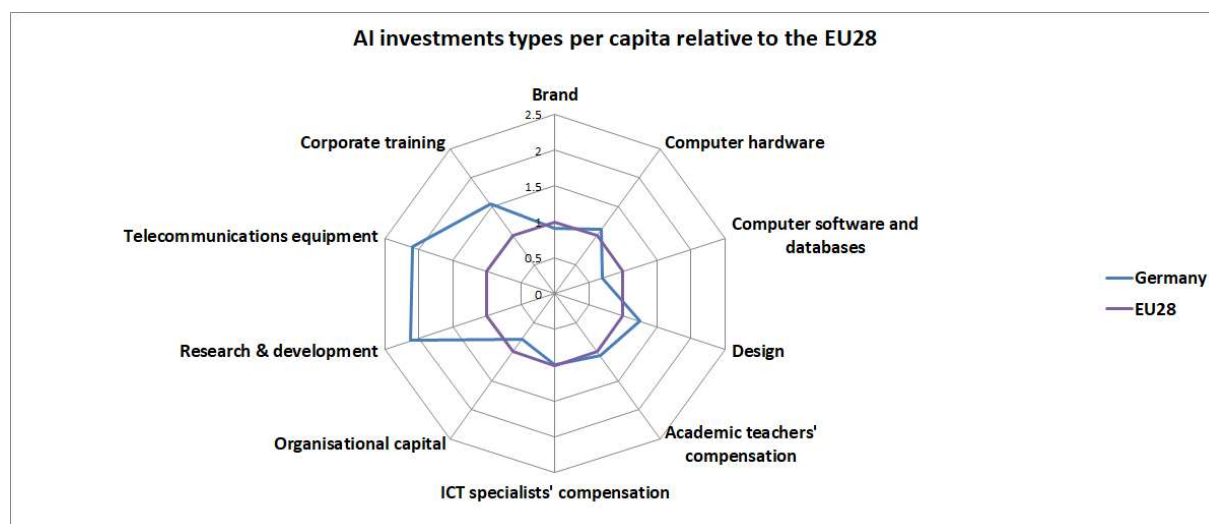 AI investments types per capita relative to the EU28
Brand
Computer hardware
Computer software and
databases
Design
Academic teachers'
compensation
ICT specialists' compensation
Organisational capital
Research & development
Telecommunications equipment
Corporate training
2.5
2
1.5
1
0.5
0
Germany
EU28